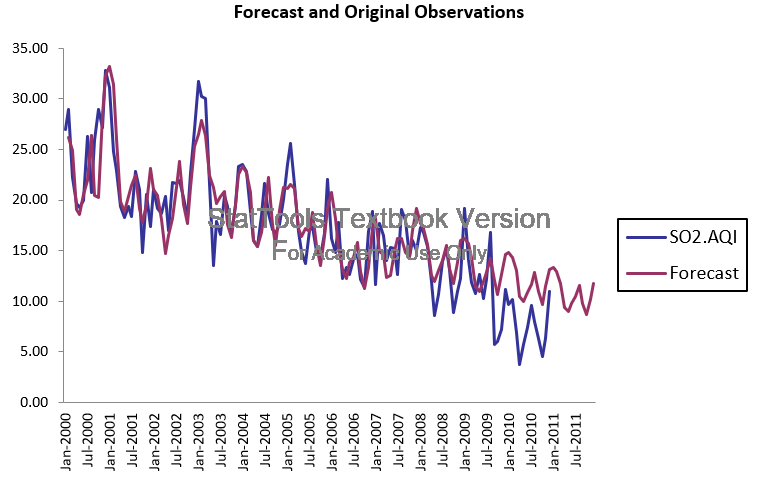 Forecast and Original Observations
35.00
30.00
25.00
20.00
15.00
10.00
5.00
0.00
StatTools Textbook Version
For Academic Use Only
SO2.AQI
Forecast
Jan-2000
Jul-2000
Jan-2001
Jul-2001
Jan-2002
Jul-2002
Jan-2003
Jul-2003
Jan-2004
Jul-2004
Jan-2005
Jul-2005
Jan-2006
Jul-2006
Jan-2007
Jul-2007
Jan-2008
Jul-2008
Jan-2009
Jul-2009
Jan-2010
Jul-2010
Jan-2011
Jul-2011